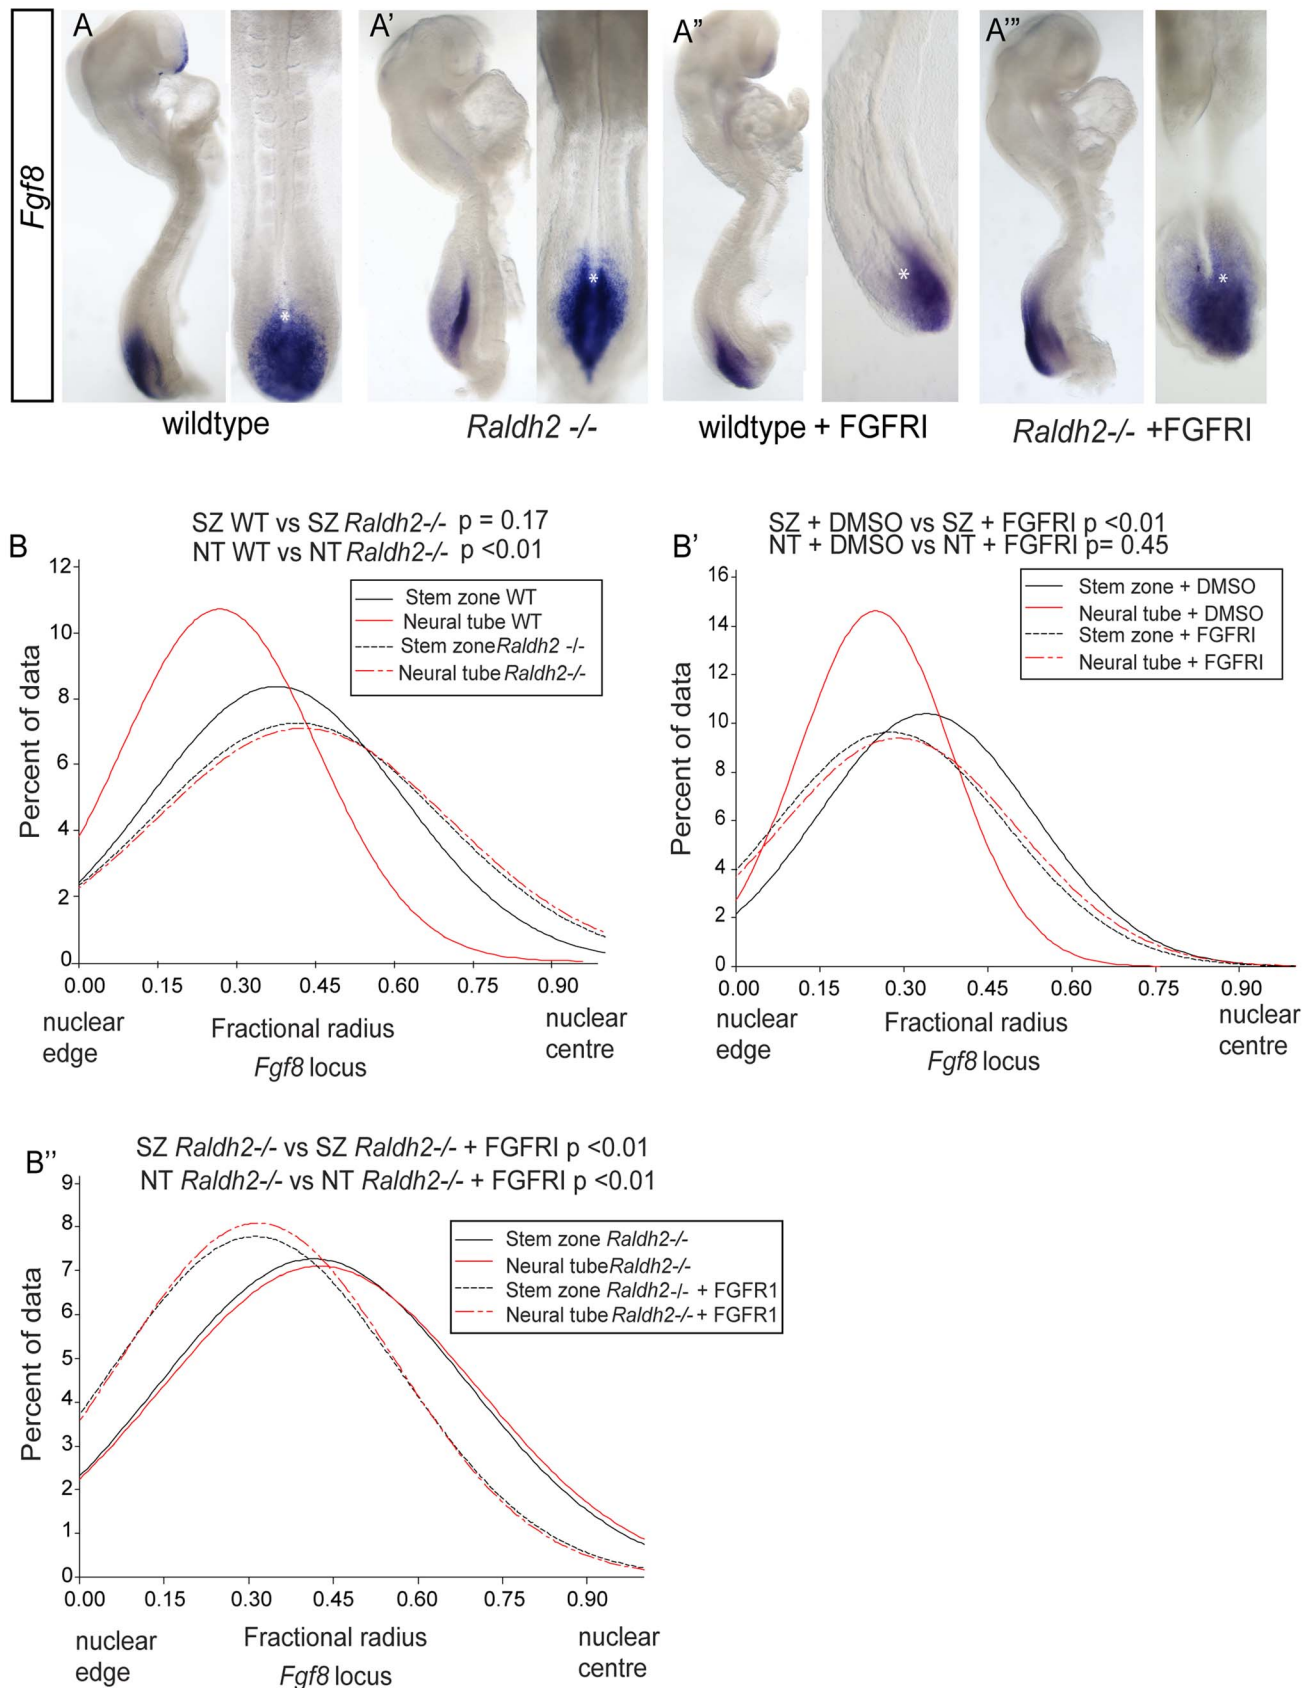 A
A'
A"
A'"
Fgf8
*
*
*
*
wildtype
Raldh2 -/-
wildtype + FGFRI
Raldh2-/- +FGFRI
B
SZ WT vs SZ Raldh2-/- p = 0.17
NT WT vs NT Raldh2-/- p <0.01
12
10
8
6
4
2
0
Percent of data
Stem zone WT
Neural tube WT
Stem zone Raldh2 -/-
Neural tube Raldh2-/-
0.00 0.15 0.30 0.45 0.60 0.75 0.90
nuclear
edge
Fractional radius
Fgf8 locus
nuclear
centre
B'
SZ + DMSO vs SZ + FGFRI p <0.01
NT + DMSO vs NT + FGFRI p= 0.45
16
14
12
10
8
6
4
2
0
Percent of data
Stem zone + DMSO
Neural tube + DMSO
Stem zone + FGFRI
Neural tube + FGFRI
0.00 0.15 0.30 0.45 0.60 0.75 0.90
nuclear
edge
Fractional radius
Fgf8 locus
nuclear
centre
B"
SZ Raldh2-/- vs SZ Raldh2-/- + FGFRI p <0.01
NT Raldh2-/- vs NT Raldh2-/- + FGFRI p <0.01
9
8
7
6
5
4
3
2
1
0
Percent of data
Stem zone Raldh2-/-
Neural tube Raldh2-/-
Stem zone Raldh2-/- + FGFR1
Neural tube Raldh2-/- + FGFR1
0.00 0.15 0.30 0.45 0.60 0.75 0.90
nuclear
edge
Fractional radius
Fgf8 locus
nuclear
centre